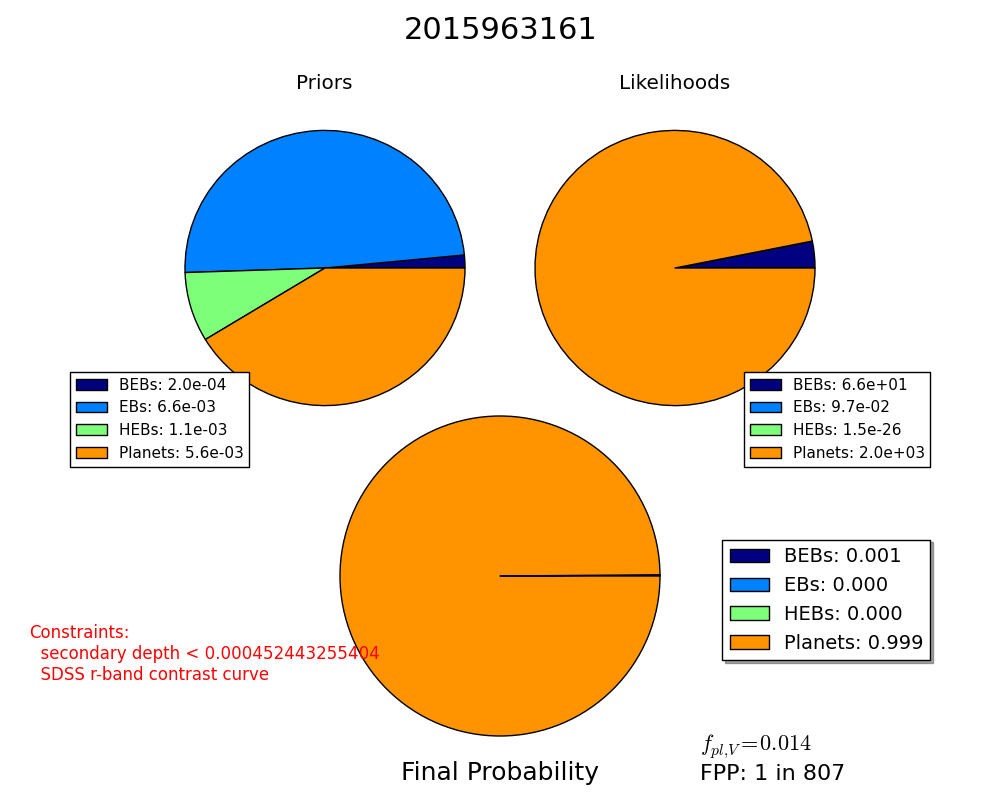 2015963161
Priors
Likelihoods
BEBs: 2.0e-04
EBs: 6.6e-03
HEBs: 1.1e-03
Planets: 5.6e-03
BEBs: 6.6e+01
EBs: 9.7e-02
HEBs: 1.5e-26
Planets: 2.0e+03
BEBs: 0.001
EBs: 0.000
HEBs: 0.000
Planets: 0.999
Constraints:
secondary depth < 0.000452443255404
SDSS r-band contrast curve
f_{pl,V}=0.014
Final Probability
FPP: 1 in 807